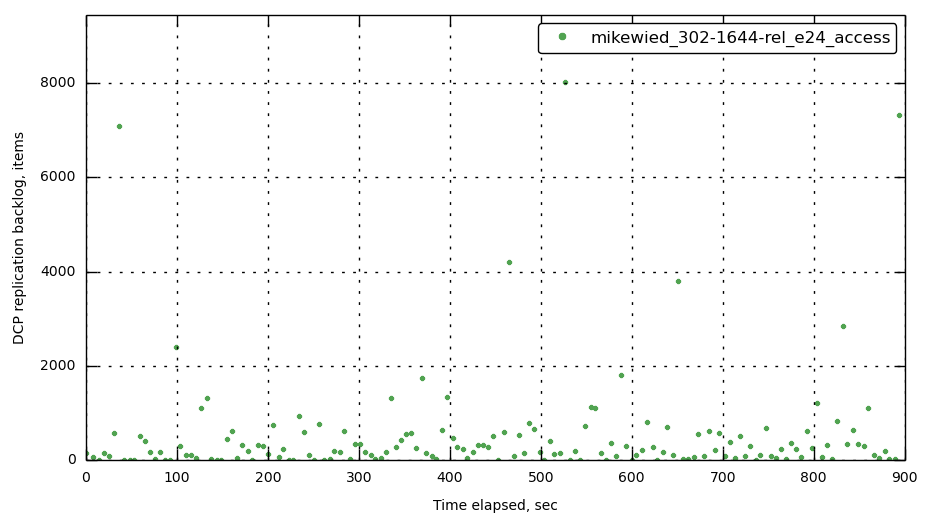 mikewied_302-1644-rel_e24_access
8000
6000
4000
2000
0
DCP replication backlog, items
0 100 200 300 400 500 600 700 800 900
Time elapsed, sec